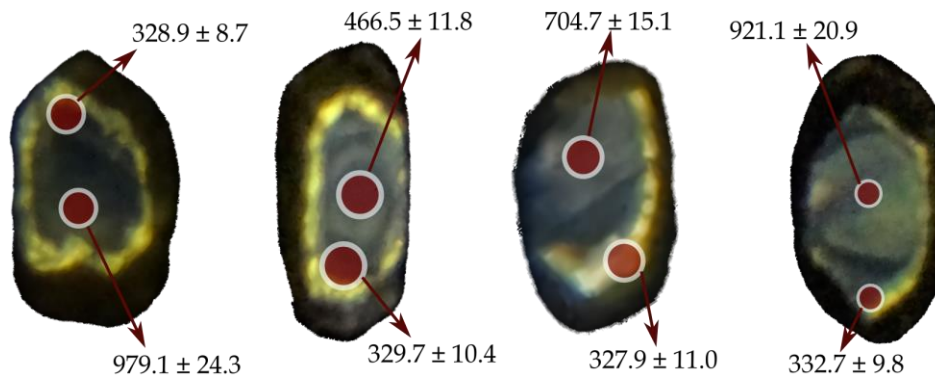 328.9 ± 8.7
466.5 ± 11.8
704.7 ± 15.1
921.1 ± 20.9
979.1 ± 24.3
329.7 ± 10.4
327.9 ± 11.0
332.7 ± 9.8